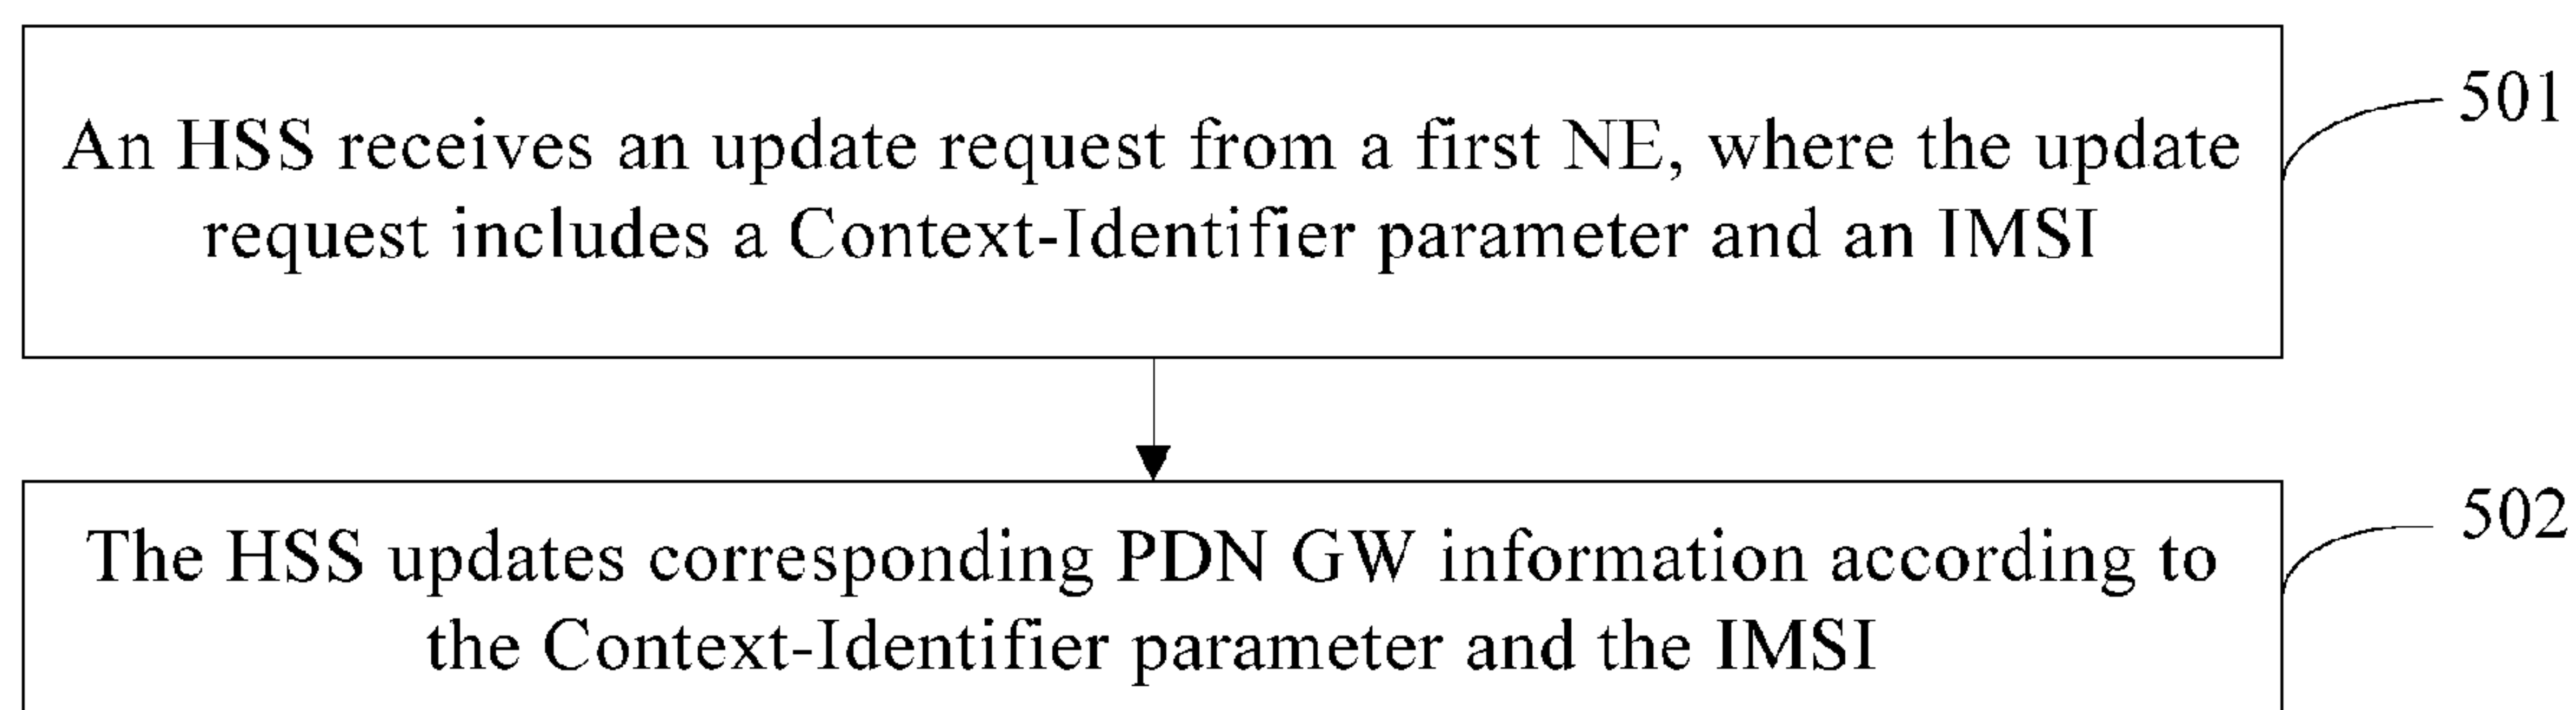 An HSS receives an update request from a first NE, where the update
request includes a Context-Identifier parameter and an IMSI
501
The HSS updates corresponding PDN GW information according to
the Context-Identifier parameter and the IMSI
502